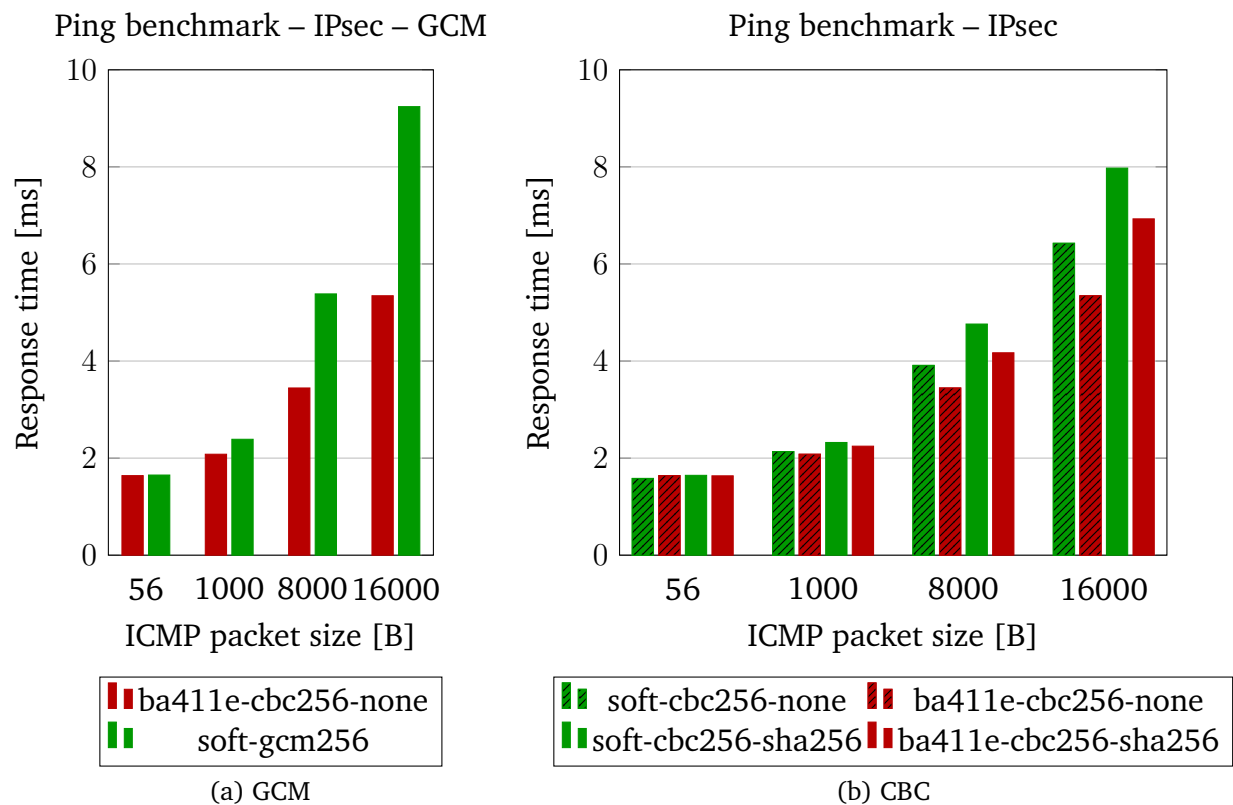 Ping benchmark – IPsec – GCM
10
8
6
4
2
0
Response time [ms]
56 1000 8000 16000
ICMP packet size [B]
ba411e-cbc256-none
soft-gcm256
(a) GCM
Ping benchmark – IPsec
10
8
6
4
2
0
Response time [ms]
56 1000 8000 16000
ICMP packet size [B]
soft-cbc256-none ba411e-cbc256-none
soft-cbc256-sha256 ba411e-cbc256-sha256
(b) CBC